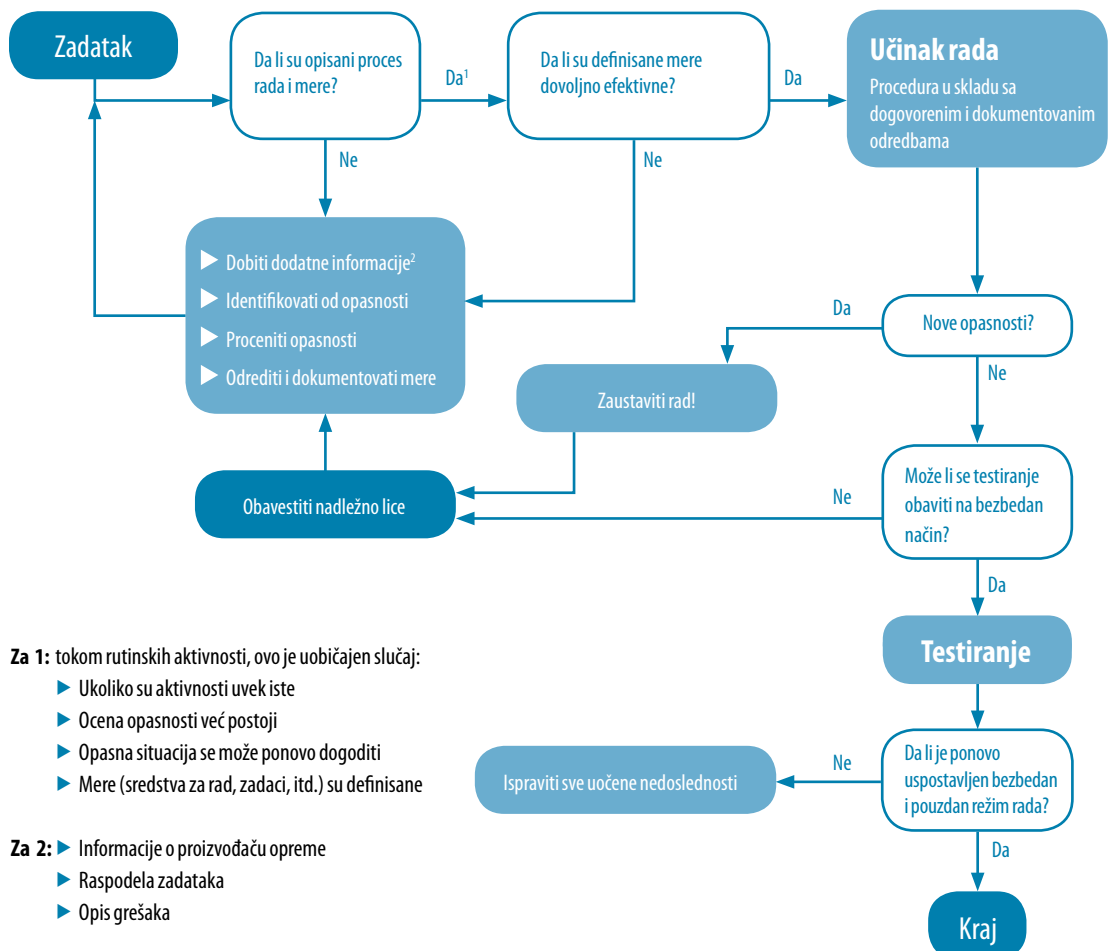 Zadatak
Da li su opisani proces
rada i mere?
Da¹
Da li su definisane mere
dovoljno efektivne?
Da
Učinak rada
Procedura u skladu sa
dogovorenim i dokumentovanim
odredbama
Ne
Ne
▶ Dobiti dodatne informacije²
▶ Identifikovati od opasnosti
▶ Proceniti opasnosti
▶ Odrediti i dokumentovati mere
Da
Nove opasnosti?
Ne
Zaustaviti rad!
Obavestiti nadležno lice
Ne
Može li se testiranje
obaviti na bezbedan
način?
Da
Testiranje
Za 1: tokom rutinskih aktivnosti, ovo je uobičajen slučaj:
▶ Ukoliko su aktivnosti uvek iste
▶ Ocena opasnosti već postoji
▶ Opasna situacija se može ponovo dogoditi
▶ Mere (sredstva za rad, zadaci, itd.) su definisane
Ispraviti sve uočene nedoslednosti
Ne
Da li je ponovo
uspostavljen bezbedan
i pouzdan režim rada?
Za 2: ▶ Informacije o proizvođaču opreme
▶ Raspodela zadataka
▶ Opis grešaka
Da
Kraj